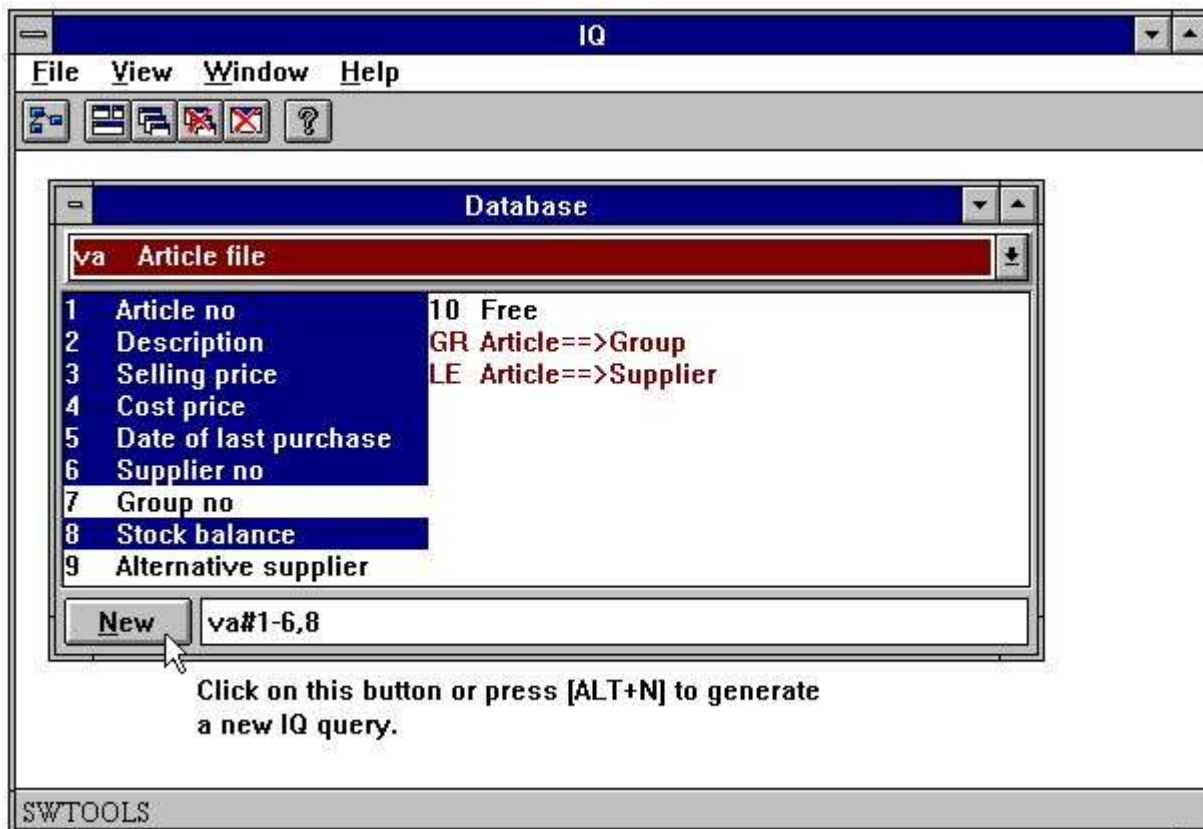 IQ
File View Window Help
Database
va Article file
1 Article no
2 Description
3 Selling price
4 Cost price
5 Date of last purchase
6 Supplier no
7 Group no
8 Stock balance
9 Alternative supplier
10 Free
GR Article==>Group
LE Article==>Supplier
New va#1-6,8
Click on this button or press [ALT+N] to generate
a new IQ query.
SWTOOLS